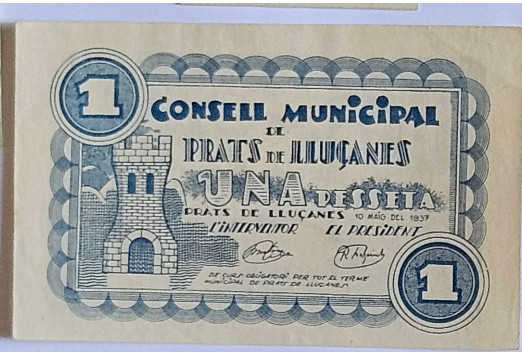 1
CONSELL MUNICIPAL
DE
PRATS DE LLUÇANES
UNA PESSETA
PRATS DE LLUÇANES 10 MAIG DEL 1937
L'INTERVENTOR EL PRESIDENT
DE CURS OBLIGATORI PER TOT EL TERME
MUNICIPAL DE PRATS DE LLUÇANES
1